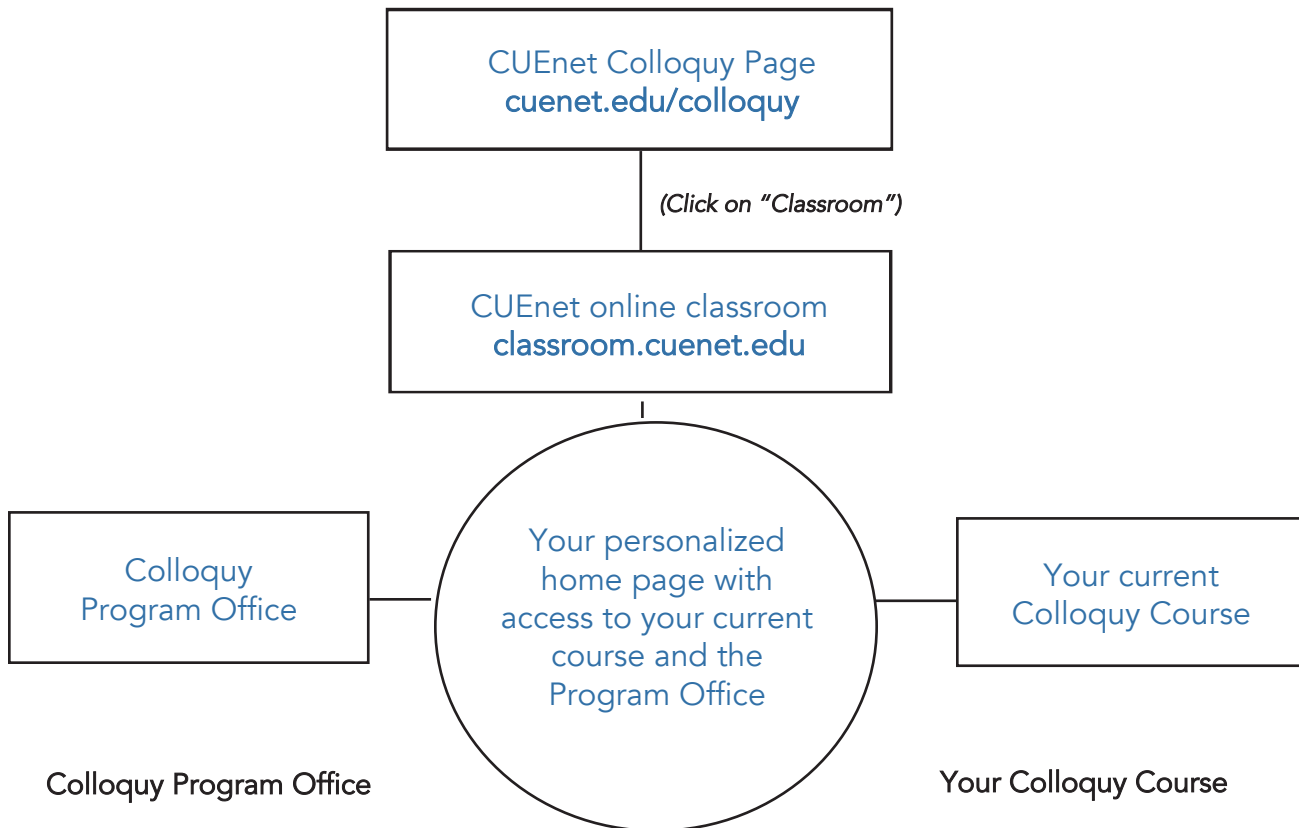 CUEnet Colloquy Page
cuenet.edu/colloquy
(Click on “Classroom”)
CUEnet online classroom
classroom.cuenet.edu
Colloquy
Program Office
Your personalized
home page with
access to your current
course and the
Program Office
Your current
Colloquy Course
Colloquy Program Office
Your Colloquy Course